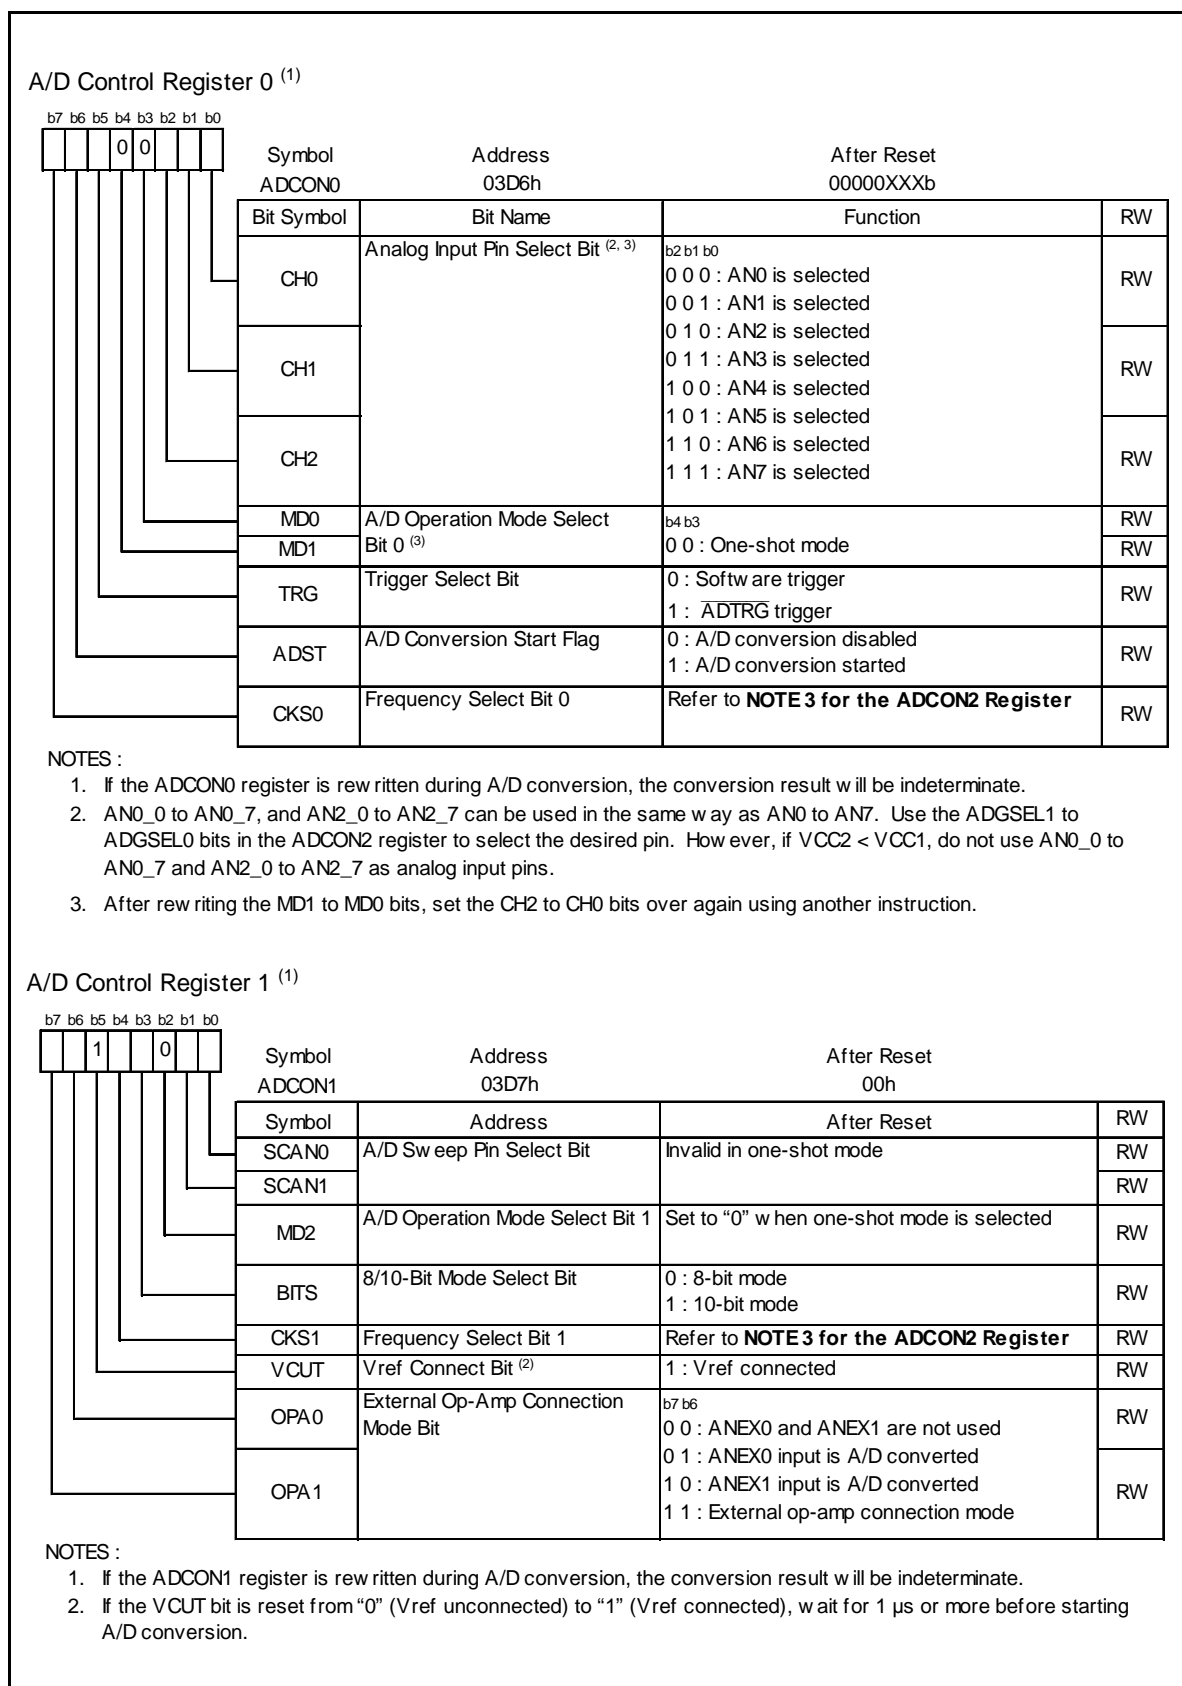 A/D Control Register 0 (1)
b7 b6 b5 b4 b3 b2 b1 b0
0 0
Symbol Address After Reset
ADCON0 03D6h 00000XXXb
Bit Symbol Bit Name Function RW
CH0 Analog Input Pin Select Bit (2, 3) b2 b1 b0 RW
0 0 0 : AN0 is selected
0 0 1 : AN1 is selected
0 1 0 : AN2 is selected
CH1 0 1 1 : AN3 is selected RW
1 0 0 : AN4 is selected
1 0 1 : AN5 is selected
CH2 1 1 0 : AN6 is selected RW
1 1 1 : AN7 is selected
MD0 A/D Operation Mode Select b4 b3 RW
MD1 Bit 0 (3) 0 0 : One-shot mode RW
TRG Trigger Select Bit 0 : Software trigger RW
1 : ADTRG trigger
ADST A/D Conversion Start Flag 0 : A/D conversion disabled RW
1 : A/D conversion started
CKS0 Frequency Select Bit 0 Refer to NOTE 3 for the ADCON2 Register RW
NOTES :
1. If the ADCON0 register is rewritten during A/D conversion, the conversion result will be indeterminate.
2. AN0_0 to AN0_7, and AN2_0 to AN2_7 can be used in the same way as AN0 to AN7. Use the ADGSEL1 to
ADGSEL0 bits in the ADCON2 register to select the desired pin. However, if VCC2 < VCC1, do not use AN0_0 to
AN0_7 and AN2_0 to AN2_7 as analog input pins.
3. After rewriting the MD1 to MD0 bits, set the CH2 to CH0 bits over again using another instruction.
A/D Control Register 1 (1)
b7 b6 b5 b4 b3 b2 b1 b0
1 0
Symbol Address After Reset
ADCON1 03D7h 00h
Symbol Address After Reset RW
SCAN0 A/D Sweep Pin Select Bit Invalid in one-shot mode RW
SCAN1 RW
MD2 A/D Operation Mode Select Bit 1 Set to “0” when one-shot mode is selected RW
BITS 8/10-Bit Mode Select Bit 0 : 8-bit mode RW
1 : 10-bit mode
CKS1 Frequency Select Bit 1 Refer to NOTE 3 for the ADCON2 Register RW
VCUT Vref Connect Bit (2) 1 : Vref connected RW
OPA0 External Op-Amp Connection b7 b6 RW
Mode Bit 0 0 : ANEX0 and ANEX1 are not used
0 1 : ANEX0 input is A/D converted
OPA1 1 0 : ANEX1 input is A/D converted RW
1 1 : External op-amp connection mode
NOTES :
1. If the ADCON1 register is rewritten during A/D conversion, the conversion result will be indeterminate.
2. If the VCUT bit is reset from “0” (Vref unconnected) to “1” (Vref connected), wait for 1 µs or more before starting
A/D conversion.